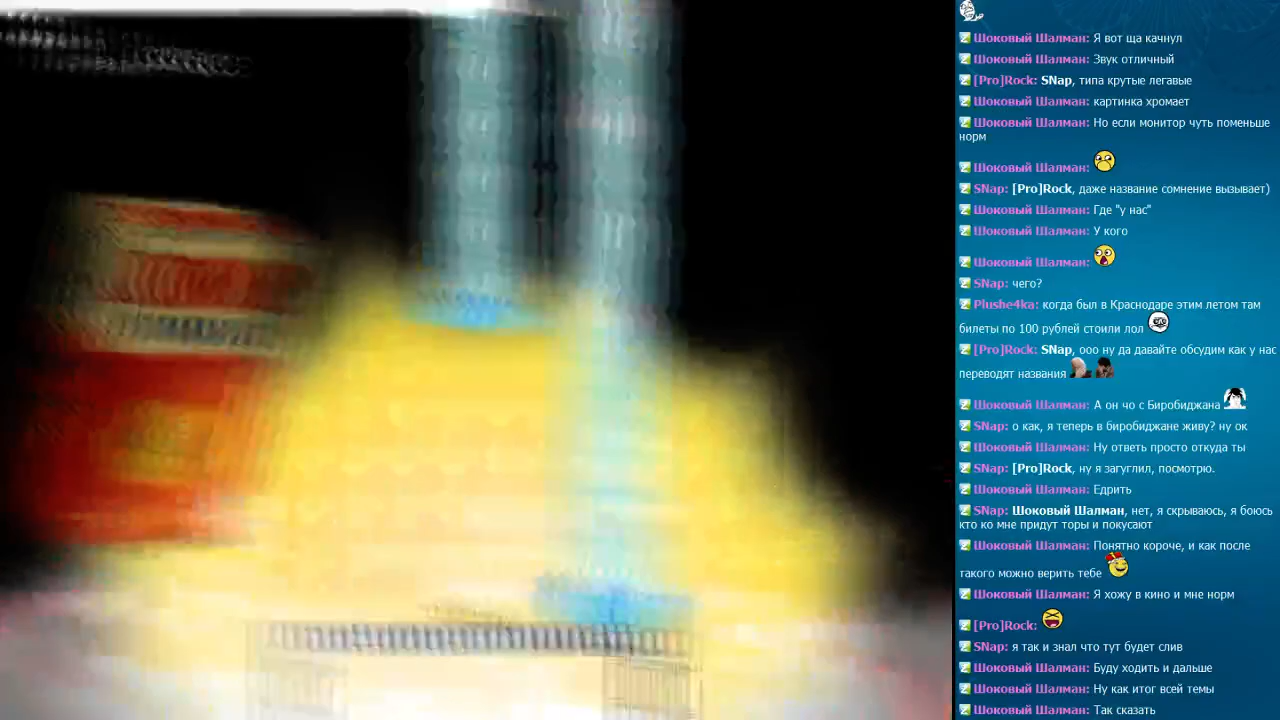 Шоковый Шалман: Я вот ща качнул
Шоковый Шалман: Звук отличный
[Pro]Rock: SNap, типа крутые легавые
Шоковый Шалман: картинка хромает
Шоковый Шалман: Но если монитор чуть поменьше
норм
Шоковый Шалман:
SNap: [Pro]Rock, даже название сомнение вызывает)
Шоковый Шалман: Где "у нас"
Шоковый Шалман: У кого
Шоковый Шалман:
SNap: чего?
Plushe4ka: когда был в Краснодаре этим летом там
билеты по 100 рублей стоили лол
[Pro]Rock: SNap, ооо ну да давайте обсудим как у нас
переводят названия
Шоковый Шалман: А он чо с Биробиджана
SNap: о как, я теперь в биробиджане живу? ну ок
Шоковый Шалман: Ну ответь просто откуда ты
SNap: [Pro]Rock, ну я загуглил, посмотрю.
Шоковый Шалман: Едрить
SNap: Шоковый Шалман, нет, я скрываюсь, я боюсь
кто ко мне придут торы и покусают
Шоковый Шалман: Понятно короче, и как после
такого можно верить тебе
Шоковый Шалман: Я хожу в кино и мне норм
[Pro]Rock:
SNap: я так и знал что тут будет слив
Шоковый Шалман: Буду ходить и дальше
Шоковый Шалман: Ну как итог всей темы
Шоковый Шалман: Так сказать